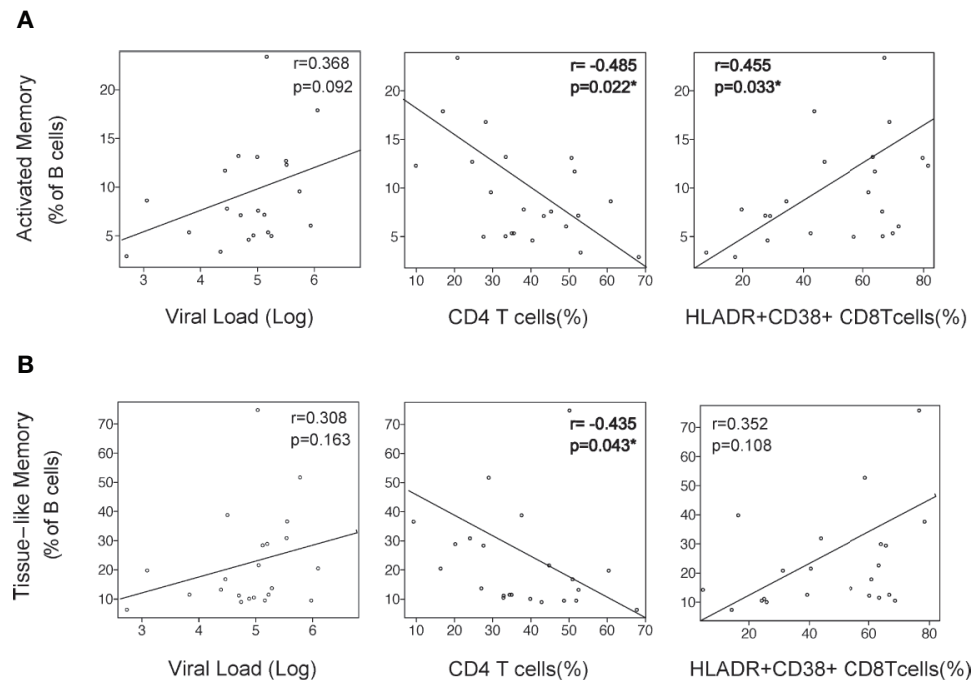 A
r=0.368
p=0.092
r= -0.485
p=0.022*
r=0.455
p=0.033*
Activated Memory
(% of B cells)
20
15
10
5
20
15
10
5
20
15
10
5
3 4 5 6
10 20 30 40 50 60 70
20 40 60 80
Viral Load (Log)
CD4 T cells(%)
HLADR+CD38+ CD8Tcells(%)
B
r=0.308
p=0.163
r= -0.435
p=0.043*
r=0.352
p=0.108
Tissue-like Memory
(% of B cells)
70
60
50
40
30
20
10
70
60
50
40
30
20
10
70
60
50
40
30
20
10
3 4 5 6
10 20 30 40 50 60 70
20 40 60 80
Viral Load (Log)
CD4 T cells(%)
HLADR+CD38+ CD8Tcells(%)